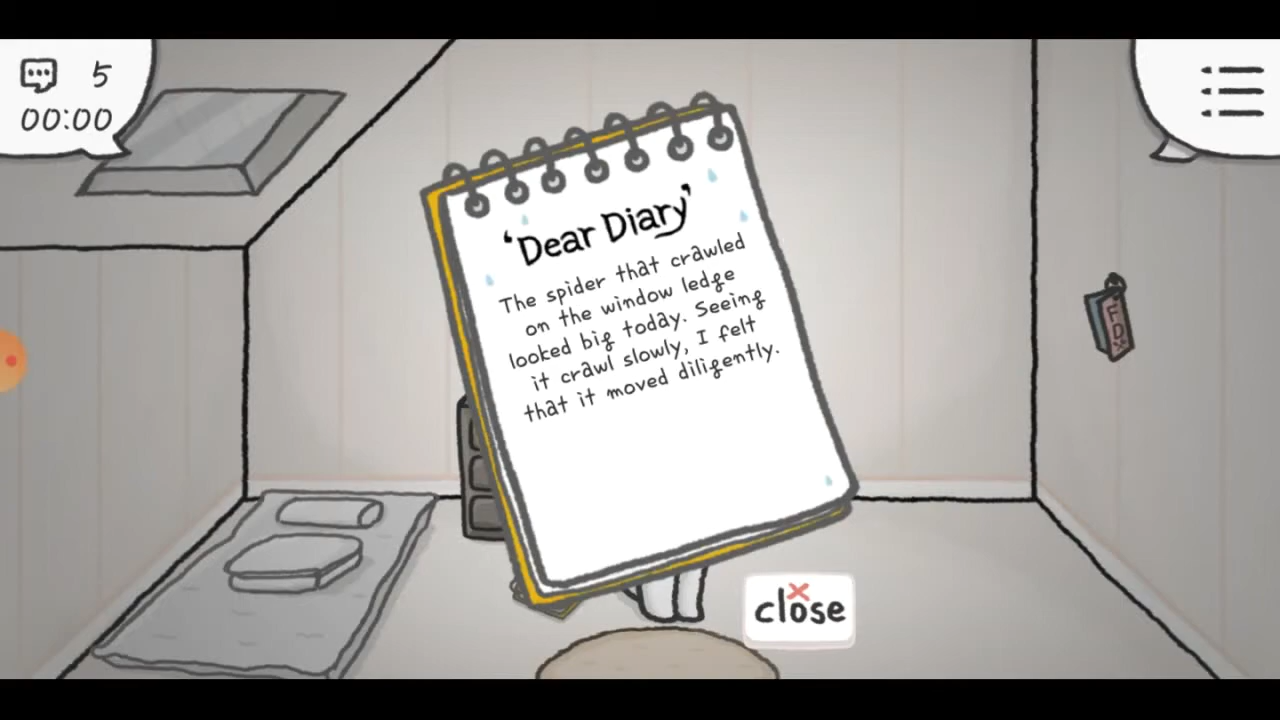 5
00:00
'Dear Diary'
The spider that crawled
on the window ledge
looked big today. Seeing
it crawl slowly, I felt
that it moved diligently.
close